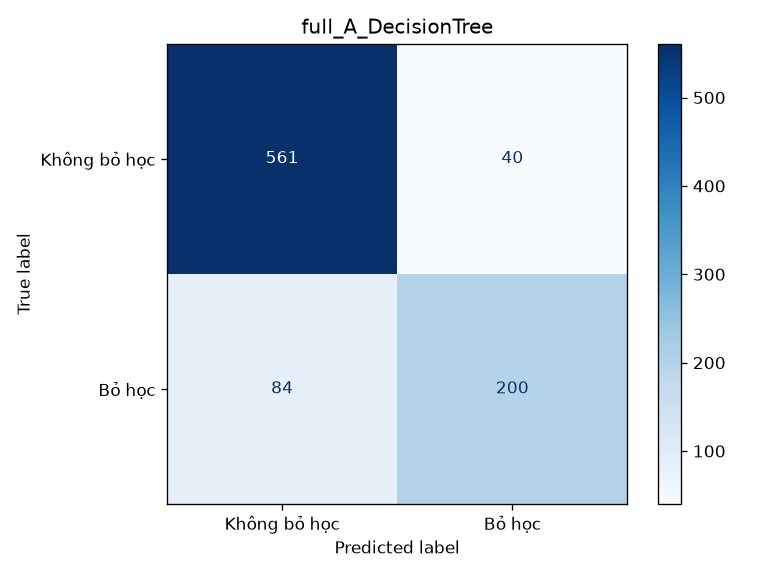 full_A_DecisionTree
True label
Không bỏ học
561
40
Bỏ học
84
200
Không bỏ học
Bỏ học
Predicted label
500
400
300
200
100